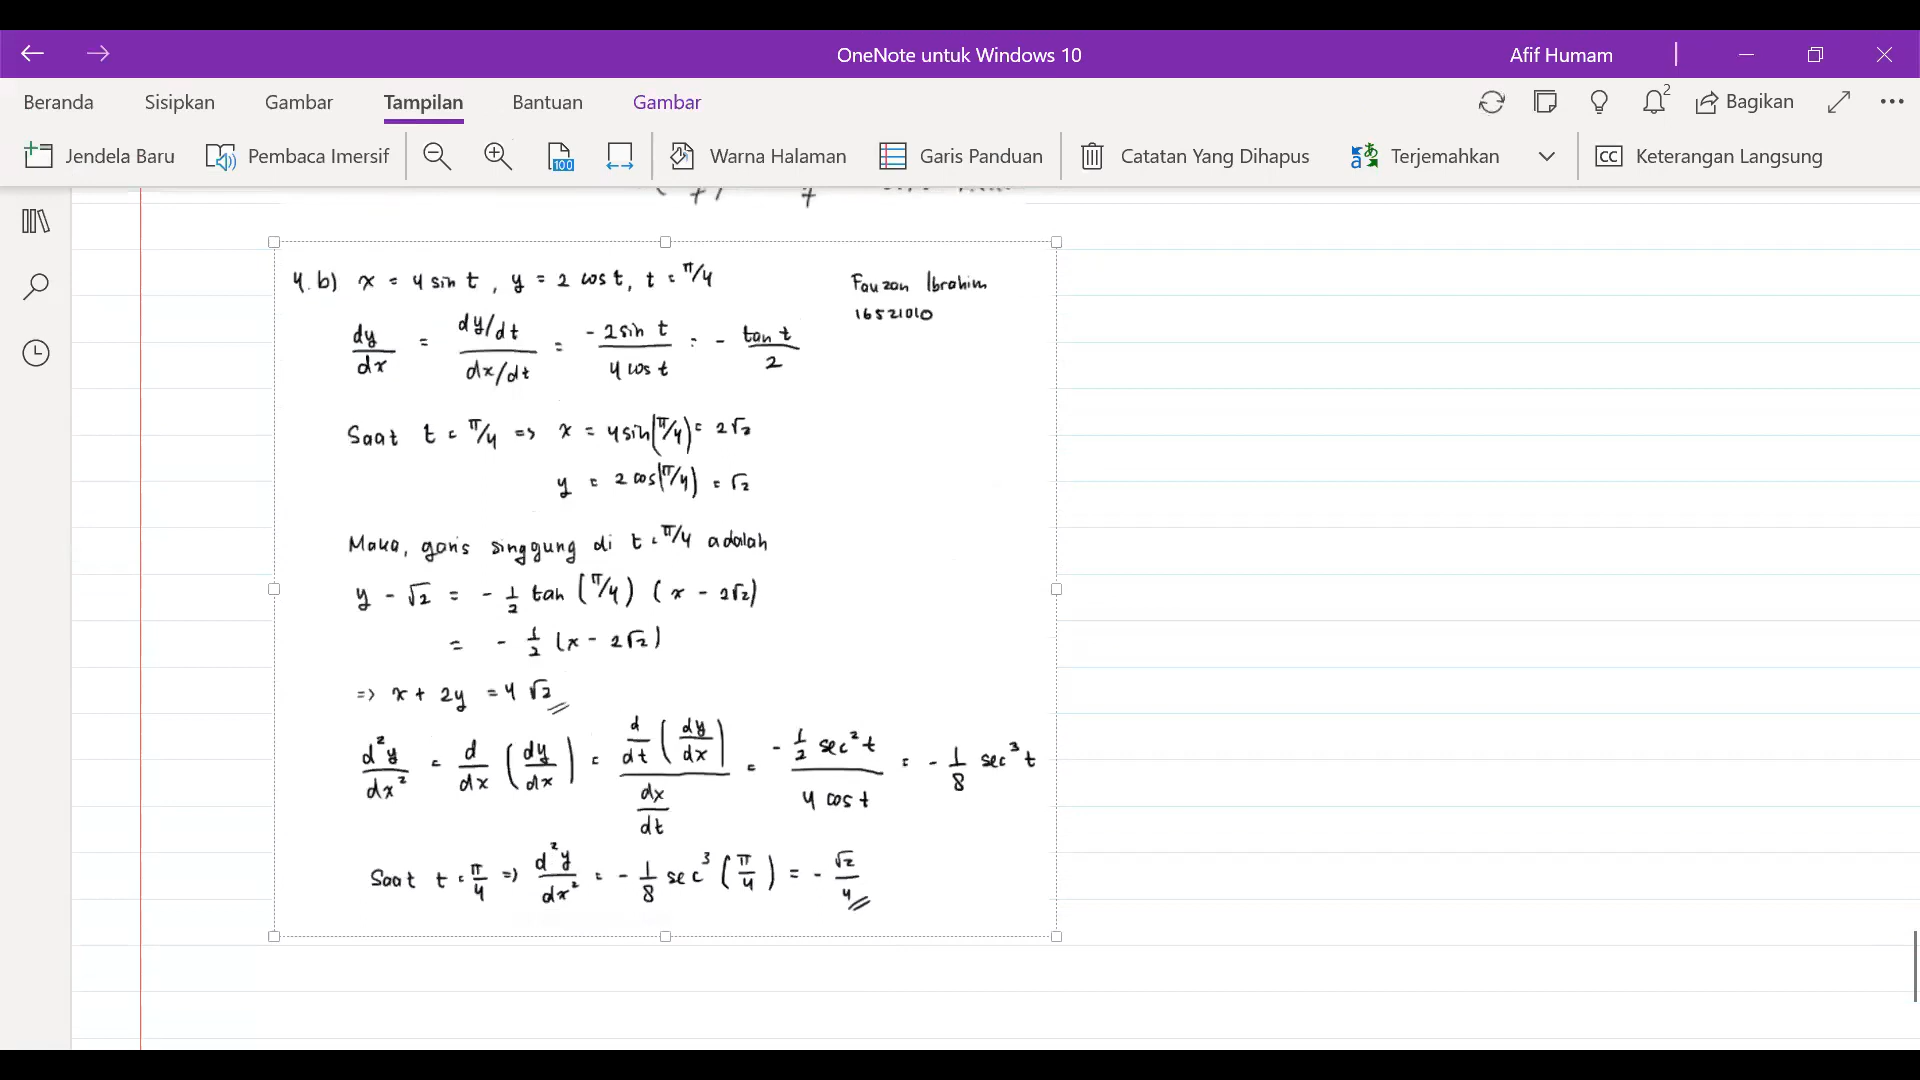 OneNote untuk Windows 10
Afif Humam
Beranda Sisipkan Gambar Tampilan Bantuan Gambar
2 Bagikan
Jendela Baru Pembaca Imersif 100 Warna Halaman Garis Panduan Catatan Yang Dihapus Terjemahkan CC Keterangan Langsung
4.b) x = 4 sin t, y = 2 cos t, t = π/4
Fauzan Ibrahim
16521010
dy/dx = (dy/dt)/(dx/dt) = (-2 sin t)/(4 cos t) = - (tan t)/2
Saat t = π/4 => x = 4 sin(π/4) = 2√2
y = 2 cos(π/4) = √2
Maka, garis singgung di t = π/4 adalah
y - √2 = - 1/2 tan (π/4) (x - 2√2)
= - 1/2 (x - 2√2)
=> x + 2y = 4√2
d²y/dx² = d/dx (dy/dx) = (d/dt (dy/dx))/(dx/dt) = (- 1/2 sec² t)/(4 cos t) = - 1/8 sec³ t
Saat t = π/4 => d²y/dx² = - 1/8 sec³ (π/4) = - √2/4